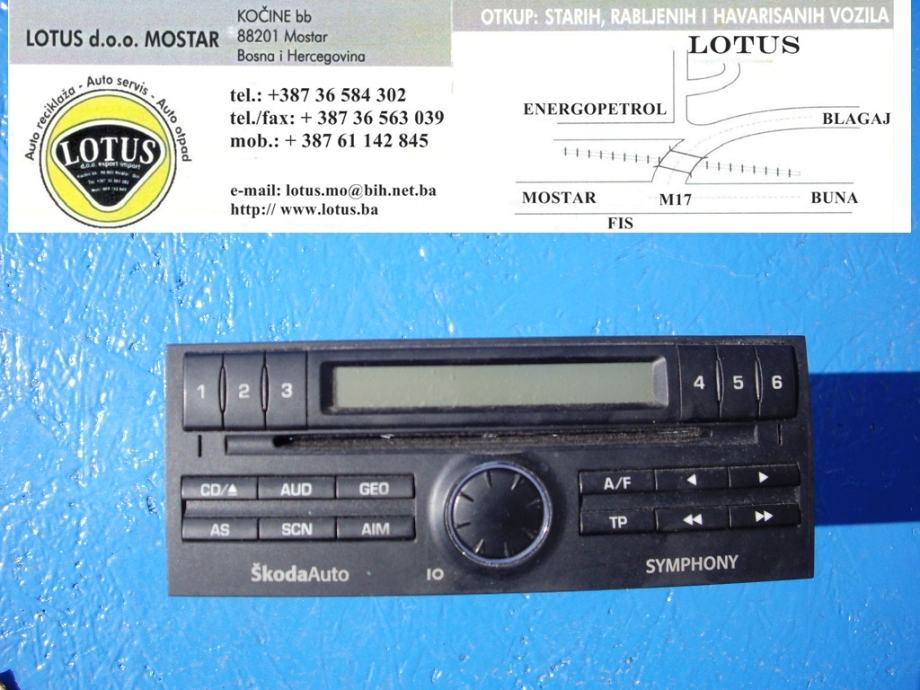 LOTUS d.o.o. MOSTAR
KOČINE bb
88201 Mostar
Bosna i Hercegovina
Auto reciklaža - Auto servis - Auto otpad
LOTUS
d.o.o. export-import
tel.: +387 36 584 302
tel./fax: + 387 36 563 039
mob.: + 387 61 142 845
e-mail: lotus.mo@bih.net.ba
http:// www.lotus.ba
OTKUP: STARIH, RABLJENIH I HAVARISANIH VOZILA
LOTUS
ENERGOPETROL
BLAGAJ
MOSTAR
M17
BUNA
FIS
1 2 3
4 5 6
CD/ AUD GEO
A/F
AS SCN AIM
TP
ŠkodaAuto
IO
SYMPHONY